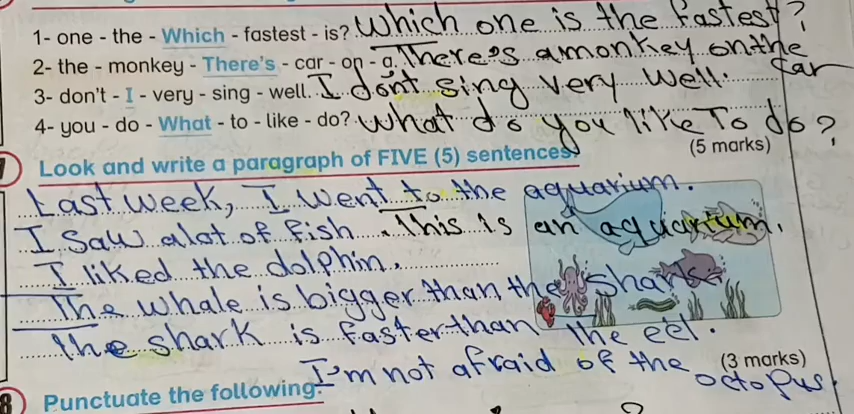 1- one - the - Which - fastest - is? Which one is the fastest?
2- the - monkey - There's - car - on - a. There's a monkey on the car
3- don't - I - very - sing - well. I don't sing very well.
4- you - do - What - to - like - do? What do you like To do?
(5 marks)
Look and write a paragraph of FIVE (5) sentences:
Last week, I went to the aquarium.
I saw alot of fish. This is an aquarium.
I liked the dolphin.
The whale is bigger than the shark
the shark is faster than the eel.
I'm not afraid of the octopus.
(3 marks)
8 Punctuate the following: